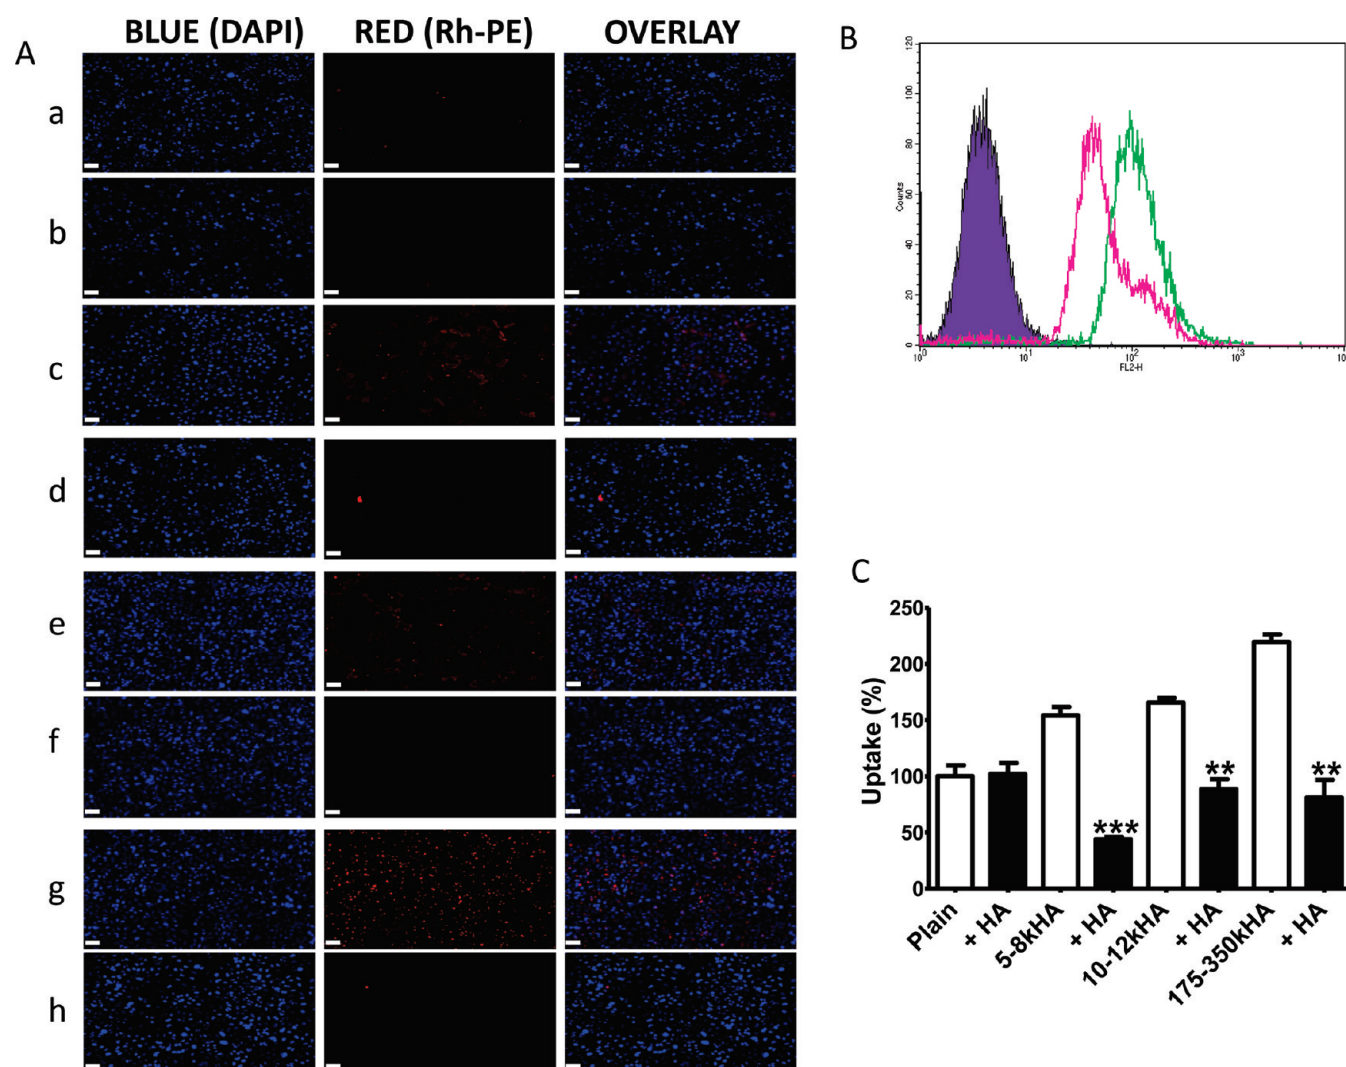 A
BLUE (DAPI)
RED (Rh-PE)
OVERLAY
a
b
c
d
e
f
g
h
B
120
100
80
60
40
20
0
Counts
10⁰
10¹
10²
10³
FL2-H
C
250
200
150
100
50
0
Uptake (%)
***
**
**
Plain
+ HA
5-8kHA
+ HA
10-12kHA
+ HA
175-350kHA
+ HA